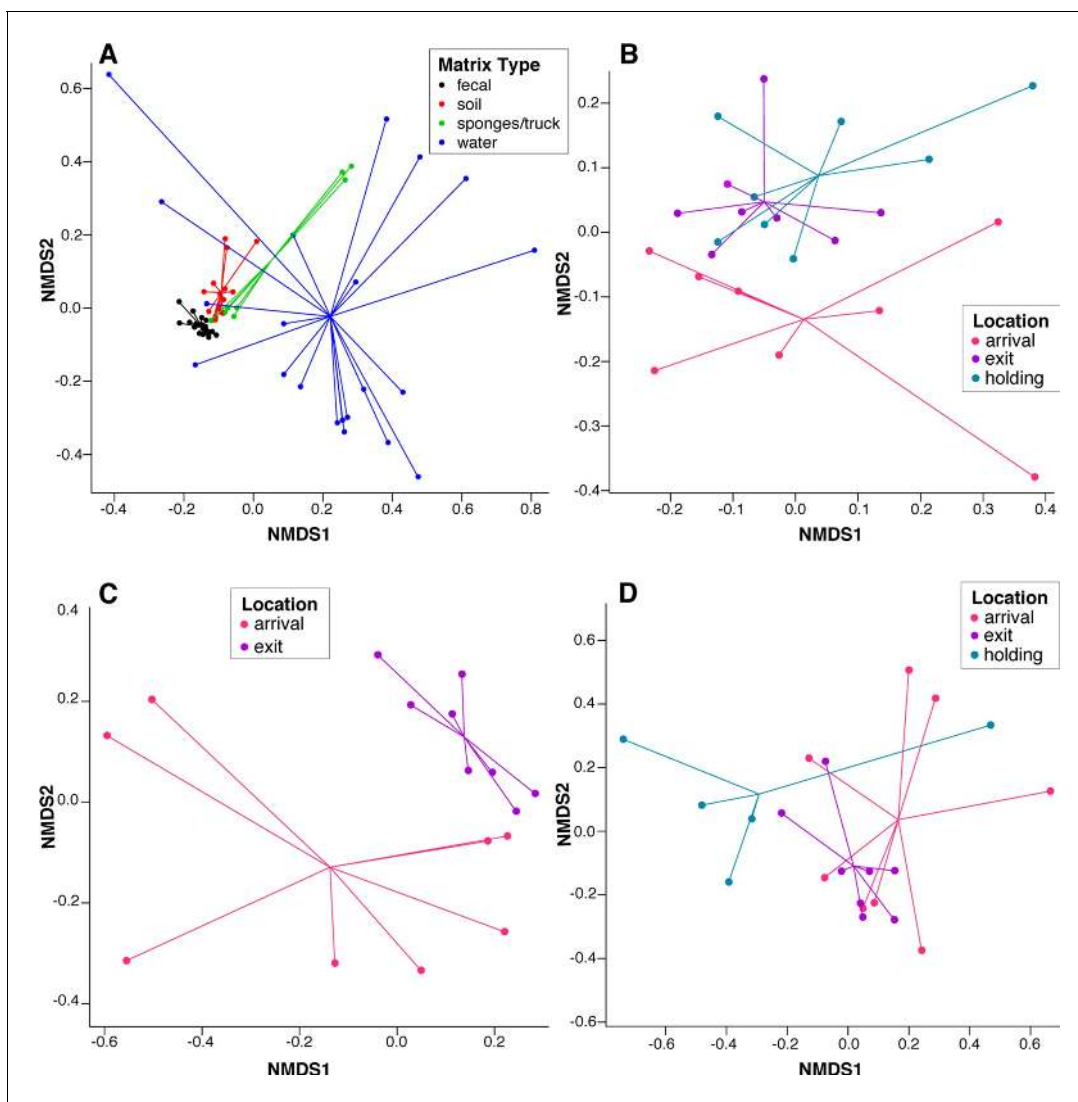 A
Matrix Type
fecal
soil
sponges/truck
water
0.6
0.4
0.2
0.0
-0.2
-0.4
NMDS2
-0.4
-0.2
0.0
0.2
0.4
0.6
0.8
NMDS1
B
0.2
0.1
0.0
-0.1
-0.2
-0.3
-0.4
NMDS2
Location
arrival
exit
holding
-0.2
-0.1
0.0
0.1
0.2
0.3
0.4
NMDS1
C
Location
arrival
exit
0.4
0.2
0.0
-0.2
-0.4
NMDS2
-0.6
-0.4
-0.2
0.0
0.2
NMDS1
D
Location
arrival
exit
holding
0.6
0.4
0.2
0.0
-0.2
-0.4
-0.6
NMDS2
-0.6
-0.4
-0.2
0.0
0.2
0.4
0.6
NMDS1